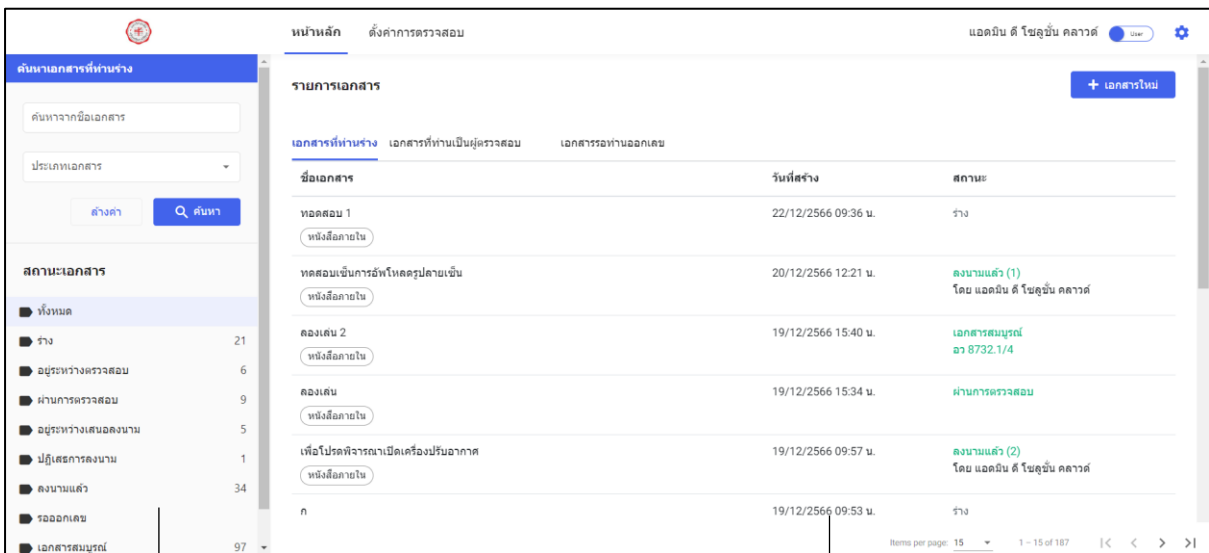 หน้าหลัก ตั้งค่าการตรวจสอบ
แอดมิน ดี โซลูชั่น คลาวด์ User
ค้นหาเอกสารที่ท่านร่าง
ค้นหาจากชื่อเอกสาร
ประเภทเอกสาร
ล้างค่า ค้นหา
สถานะเอกสาร
ทั้งหมด
ร่าง 21
อยู่ระหว่างตรวจสอบ 6
ผ่านการตรวจสอบ 9
อยู่ระหว่างเสนอลงนาม 5
ปฏิเสธการลงนาม 1
ลงนามแล้ว 34
รอออกเลข
เอกสารสมบูรณ์ 97
รายการเอกสาร
+ เอกสารใหม่
เอกสารที่ท่านร่าง เอกสารที่ท่านเป็นผู้ตรวจสอบ เอกสารรอท่านออกเลข
ชื่อเอกสาร วันที่สร้าง สถานะ
ทอดสอบ 1 22/12/2566 09:36 น. ร่าง
หนังสือภายใน
ทดสอบเซ็นการอัพโหลดรูปลายเซ็น 20/12/2566 12:21 น. ลงนามแล้ว (1)
โดย แอดมิน ดี โซลูชั่น คลาวด์
หนังสือภายใน
ลองเล่น 2 19/12/2566 15:40 น. เอกสารสมบูรณ์
อว 8732.1/4
หนังสือภายใน
ลองเล่น 19/12/2566 15:34 น. ผ่านการตรวจสอบ
หนังสือภายใน
เพื่อโปรดพิจารณาเปิดเครื่องปรับอากาศ 19/12/2566 09:57 น. ลงนามแล้ว (2)
โดย แอดมิน ดี โซลูชั่น คลาวด์
หนังสือภายใน
ก 19/12/2566 09:53 น. ร่าง
Items per page: 15 1 – 15 of 187